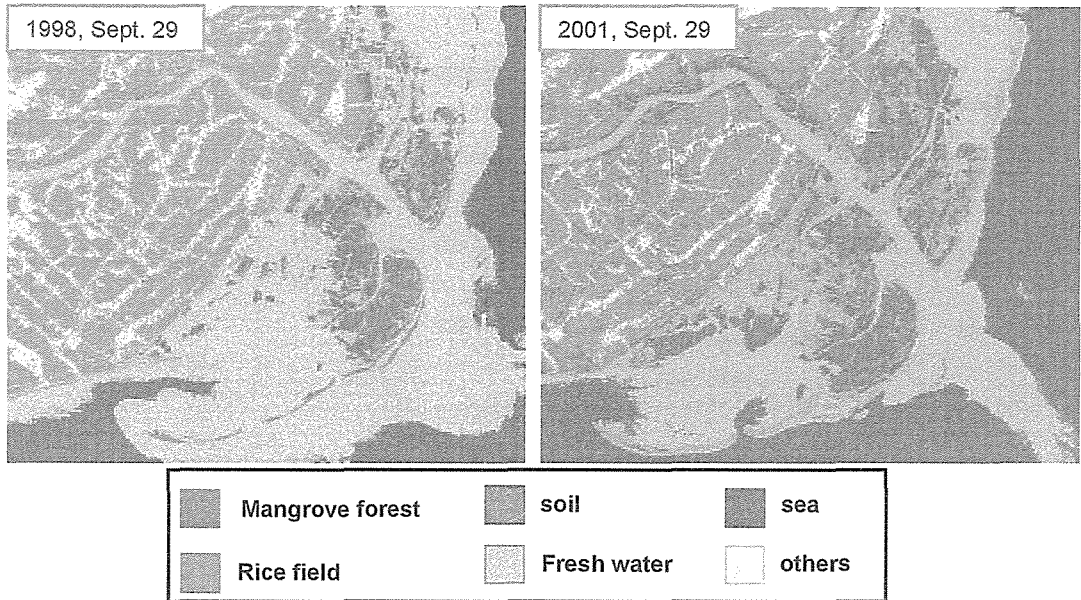 1998, Sept. 29
2001, Sept. 29
Mangrove forest
soil
sea
Rice field
Fresh water
others